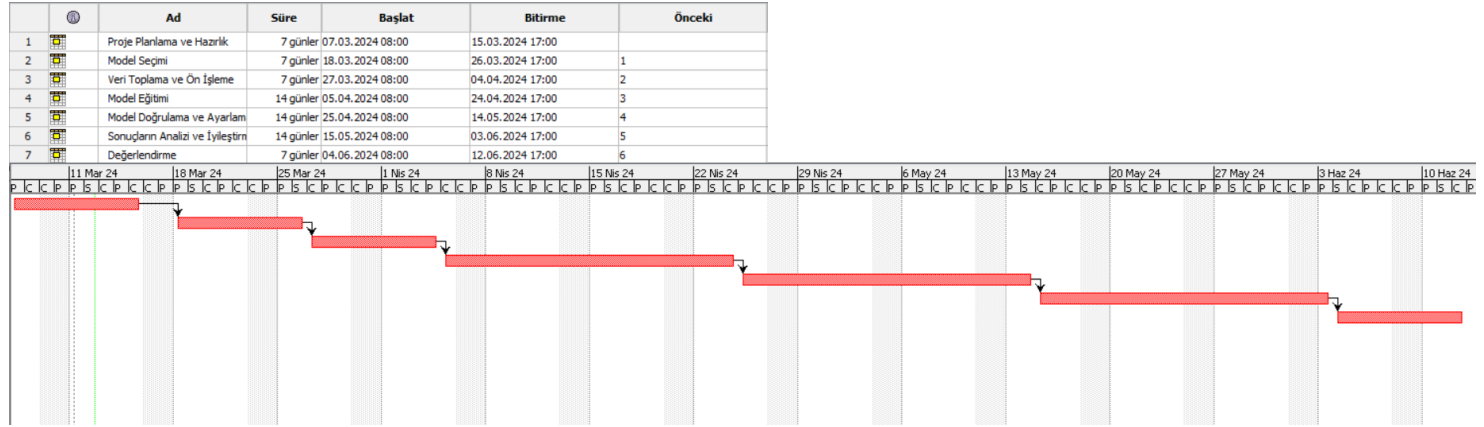 Ad Süre Başlat Bitirme Önceki
1 Proje Planlama ve Hazırlık 7 günler 07.03.2024 08:00 15.03.2024 17:00
2 Model Seçimi 7 günler 18.03.2024 08:00 26.03.2024 17:00 1
3 Veri Toplama ve Ön İşleme 7 günler 27.03.2024 08:00 04.04.2024 17:00 2
4 Model Eğitimi 14 günler 05.04.2024 08:00 24.04.2024 17:00 3
5 Model Doğrulama ve Ayarlam 14 günler 25.04.2024 08:00 14.05.2024 17:00 4
6 Sonuçların Analizi ve İyileştirn 14 günler 15.05.2024 08:00 03.06.2024 17:00 5
7 Değerlendirme 7 günler 04.06.2024 08:00 12.06.2024 17:00 6
11 Mar 24 18 Mar 24 25 Mar 24 1 Nis 24 8 Nis 24 15 Nis 24 22 Nis 24 29 Nis 24 6 May 24 13 May 24 20 May 24 27 May 24 3 Haz 24 10 Haz 24
P C C P P S C P C C P P S C P C C P P S C P C C P P S C P C C P P S C P C C P P S C P C C P P S C P C C P P S C P C C P P S C P C C P P S C P C C P P S C P C C P P S C P C C P P S C P C C P P S C P